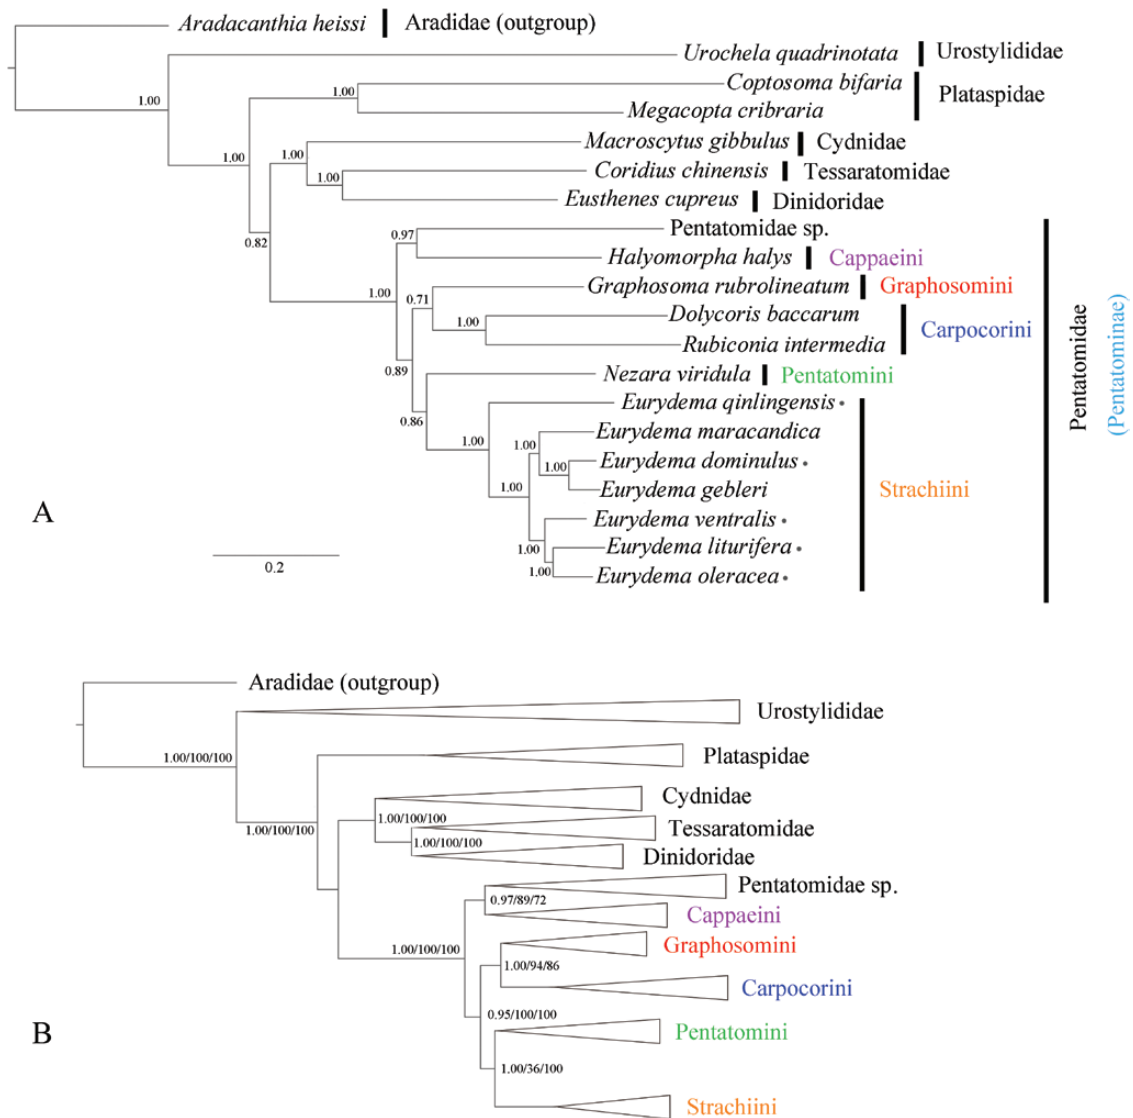 Aradacanthia heissi Aradidae (outgroup)
Urochela quadrinotata Urostylididae
1.00
Coptosoma bifaria
1.00
Plataspidae
Megacopta cribraria
Macroscytus gibbulus Cydnidae
1.00
1.00
Coridius chinensis Tessaratomidae
1.00
Eusthenes cupreus Dinidoridae
0.82
Pentatomidae sp.
0.97
Halyomorpha halys Cappaeini
Graphosoma rubrolineatum Graphosomini
1.00
0.71
Dolycoris baccarum
1.00
Carpocorini
Rubiconia intermedia
0.89
Nezara viridula Pentatomini
Eurydema qinlingensis
0.86
Eurydema maracandica
1.00
1.00
Eurydema dominulus
1.00
Eurydema gebleri
1.00
Strachiini
Eurydema ventralis
Eurydema liturifera
1.00
Eurydema oleracea
1.00
Pentatomidae
(Pentatominae)
A
0.2
Aradidae (outgroup)
Urostylididae
1.00/100/100
Plataspidae
Cydnidae
1.00/100/100
1.00/100/100
Tessaratomidae
1.00/100/100
Dinidoridae
Pentatomidae sp.
0.97/89/72
Cappaeini
1.00/100/100
Graphosomini
1.00/94/86
Carpocorini
0.95/100/100
Pentatomini
B
1.00/36/100
Strachiini